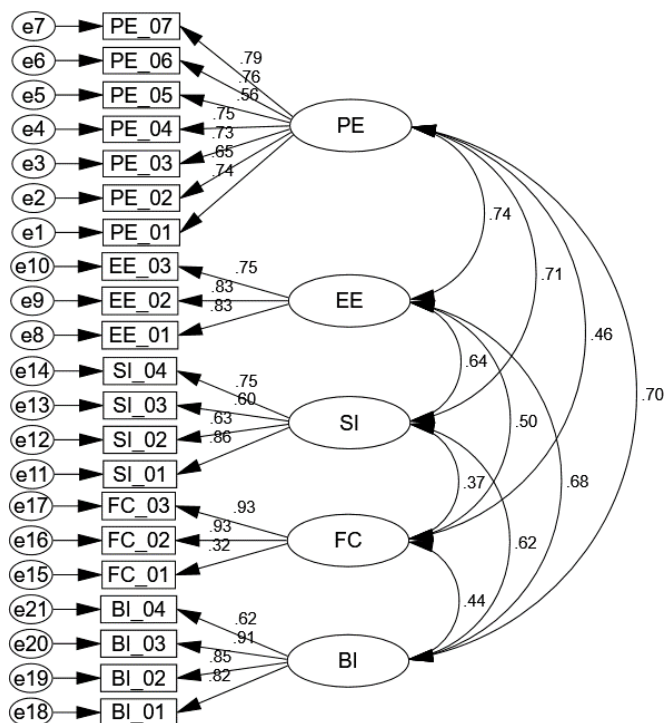 e7 PE_07
.79
e6 PE_06
.76
e5 PE_05
.56
PE
e4 PE_04
.75
e3 PE_03
.73
e2 PE_02
.65
e1 PE_01
.74
.74
e10 EE_03
.75
.71
e9 EE_02
.83
EE
e8 EE_01
.83
.46
e14 SI_04
.75
.64
e13 SI_03
.60
.70
e12 SI_02
.63
SI
.50
e11 SI_01
.86
.37
.68
e17 FC_03
.93
e16 FC_02
.93
FC
.62
e15 FC_01
.32
e21 BI_04
.62
.44
e20 BI_03
.91
e19 BI_02
.85
BI
e18 BI_01
.82